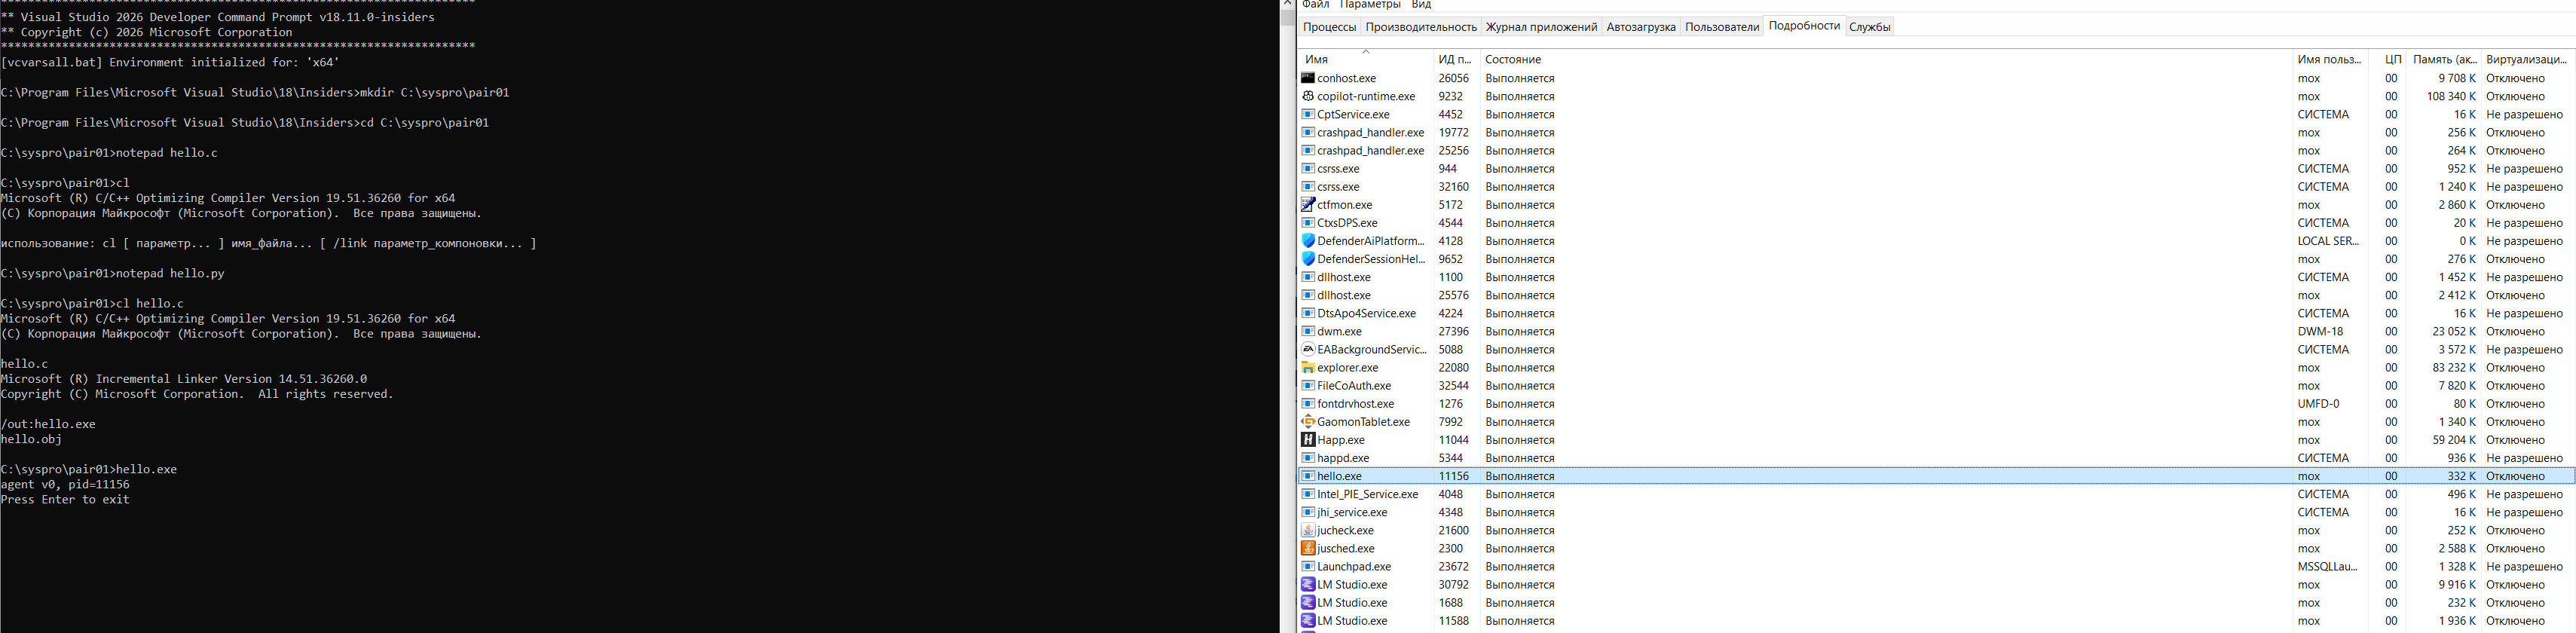 **********************************************************************
** Visual Studio 2026 Developer Command Prompt v18.11.0-insiders
** Copyright (c) 2026 Microsoft Corporation
**********************************************************************
[vcvarsall.bat] Environment initialized for: 'x64'
C:\Program Files\Microsoft Visual Studio\18\Insiders>mkdir C:\syspro\pair01
C:\Program Files\Microsoft Visual Studio\18\Insiders>cd C:\syspro\pair01
C:\syspro\pair01>notepad hello.c
C:\syspro\pair01>cl
Microsoft (R) C/C++ Optimizing Compiler Version 19.51.36260 for x64
(C) Корпорация Майкрософт (Microsoft Corporation).  Все права защищены.
использование: cl [ параметр... ] имя_файла... [ /link параметр_компоновки... ]
C:\syspro\pair01>notepad hello.py
C:\syspro\pair01>cl hello.c
Microsoft (R) C/C++ Optimizing Compiler Version 19.51.36260 for x64
(C) Корпорация Майкрософт (Microsoft Corporation).  Все права защищены.
hello.c
Microsoft (R) Incremental Linker Version 14.51.36260.0
Copyright (C) Microsoft Corporation.  All rights reserved.
/out:hello.exe
hello.obj
C:\syspro\pair01>hello.exe
agent v0, pid=11156
Press Enter to exit
Файл Параметры Вид
Процессы Производительность Журнал приложений Автозагрузка Пользователи Подробности Службы
Имя ИД п... Состояние Имя польз... ЦП Память (ак... Виртуализаци...
conhost.exe 26056 Выполняется mox 00 9 708 K Отключено
copilot-runtime.exe 9232 Выполняется mox 00 108 340 K Отключено
CptService.exe 4452 Выполняется СИСТЕМА 00 16 K Не разрешено
crashpad_handler.exe 19772 Выполняется mox 00 256 K Отключено
crashpad_handler.exe 25256 Выполняется mox 00 264 K Отключено
csrss.exe 944 Выполняется СИСТЕМА 00 952 K Не разрешено
csrss.exe 32160 Выполняется СИСТЕМА 00 1 240 K Не разрешено
ctfmon.exe 5172 Выполняется mox 00 2 860 K Отключено
CtxsDPS.exe 4544 Выполняется СИСТЕМА 00 20 K Не разрешено
DefenderAiPlatform... 4128 Выполняется LOCAL SER... 00 0 K Не разрешено
DefenderSessionHel... 9652 Выполняется mox 00 276 K Отключено
dllhost.exe 1100 Выполняется СИСТЕМА 00 1 452 K Не разрешено
dllhost.exe 25576 Выполняется mox 00 2 412 K Отключено
DtsApo4Service.exe 4224 Выполняется СИСТЕМА 00 16 K Не разрешено
dwm.exe 27396 Выполняется DWM-18 00 23 052 K Отключено
EABackgroundServic... 5088 Выполняется СИСТЕМА 00 3 572 K Не разрешено
explorer.exe 22080 Выполняется mox 00 83 232 K Отключено
FileCoAuth.exe 32544 Выполняется mox 00 7 820 K Отключено
fontdrvhost.exe 1276 Выполняется UMFD-0 00 80 K Отключено
GaomonTablet.exe 7992 Выполняется mox 00 1 340 K Отключено
Happ.exe 11044 Выполняется mox 00 59 204 K Отключено
happd.exe 5344 Выполняется СИСТЕМА 00 936 K Не разрешено
hello.exe 11156 Выполняется mox 00 332 K Отключено
Intel_PIE_Service.exe 4048 Выполняется СИСТЕМА 00 496 K Не разрешено
jhi_service.exe 4348 Выполняется СИСТЕМА 00 16 K Не разрешено
jucheck.exe 21600 Выполняется mox 00 252 K Отключено
jusched.exe 2300 Выполняется mox 00 2 588 K Отключено
Launchpad.exe 23672 Выполняется MSSQLLau... 00 1 328 K Не разрешено
LM Studio.exe 30792 Выполняется mox 00 9 916 K Отключено
LM Studio.exe 1688 Выполняется mox 00 232 K Отключено
LM Studio.exe 11588 Выполняется mox 00 1 936 K Отключено